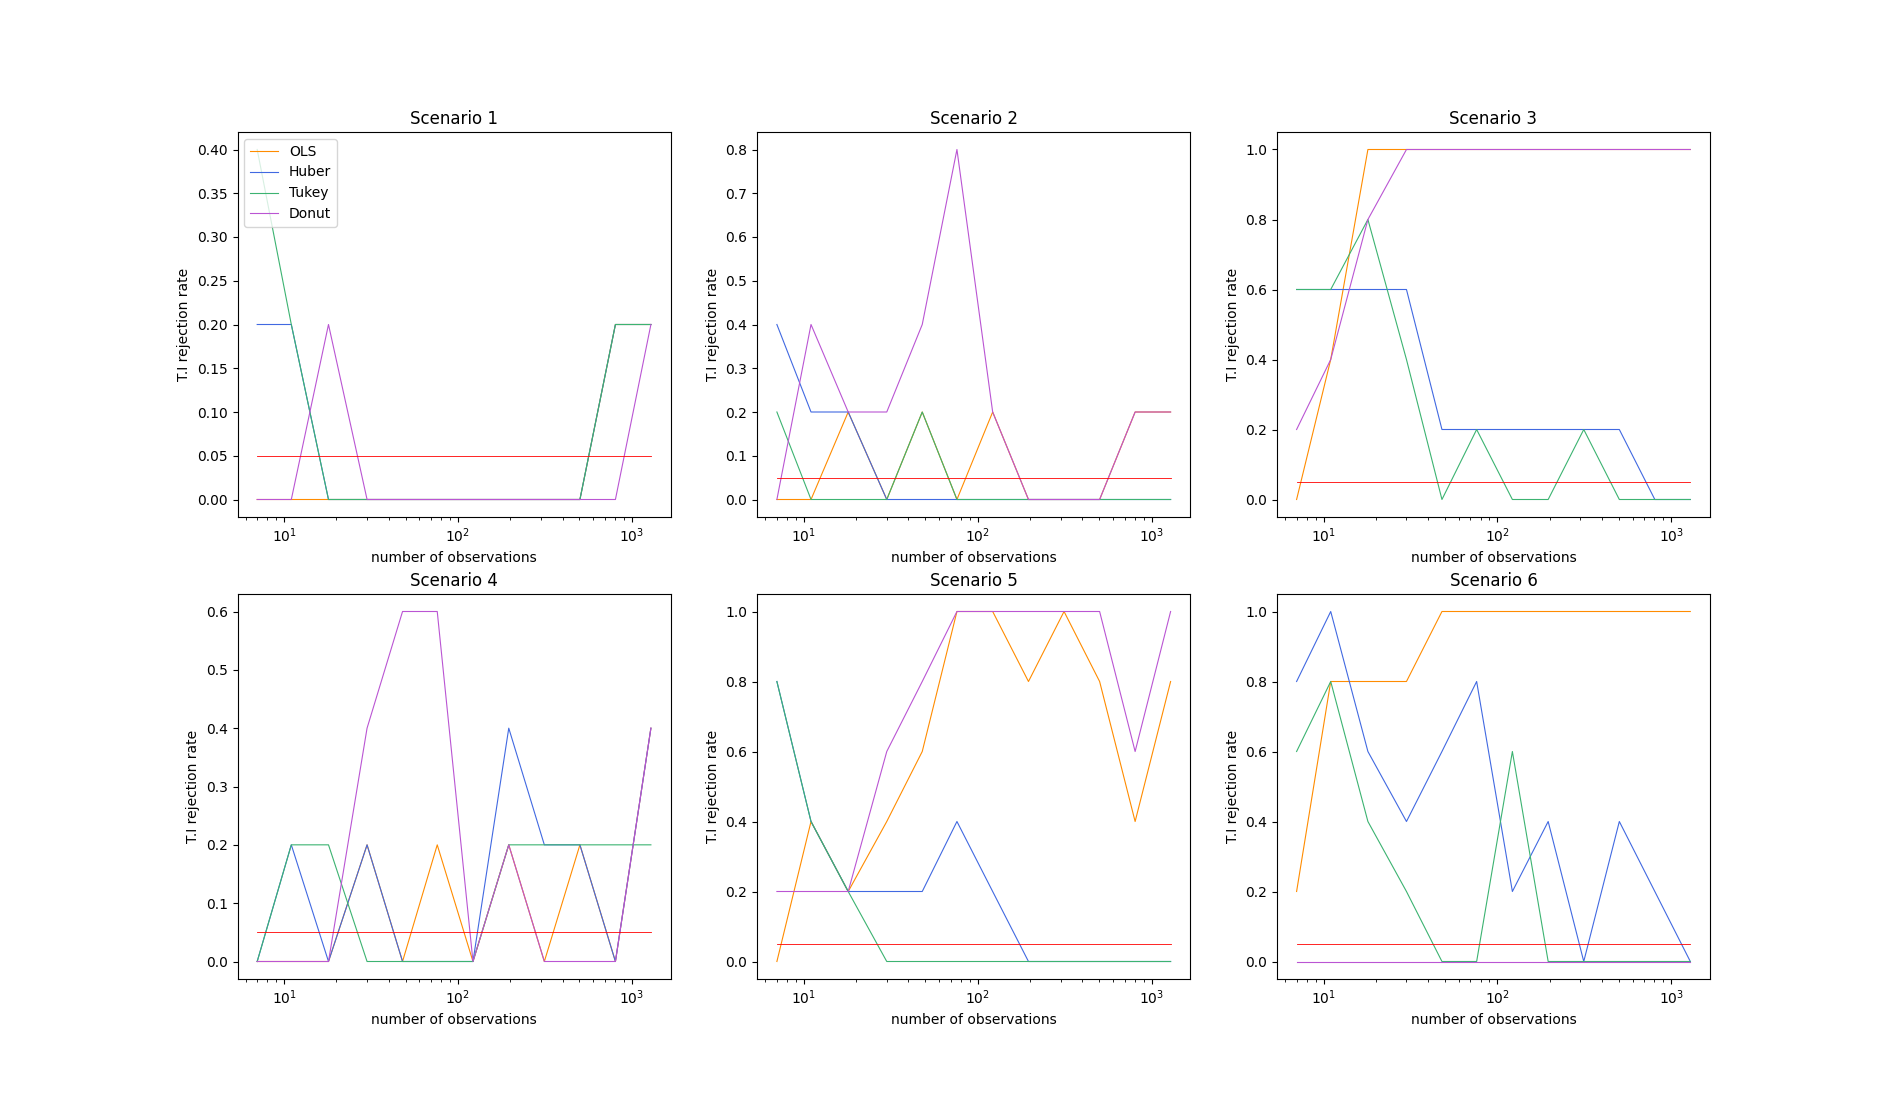 Scenario 1
0.40
0.35
0.30
0.25
0.20
0.15
0.10
0.05
0.00
T.I rejection rate
OLS
Huber
Tukey
Donut
10¹
10²
10³
number of observations
Scenario 2
0.8
0.7
0.6
0.5
0.4
0.3
0.2
0.1
0.0
T.I rejection rate
10¹
10²
10³
number of observations
Scenario 3
1.0
0.8
0.6
0.4
0.2
0.0
T.I rejection rate
10¹
10²
10³
number of observations
Scenario 4
0.6
0.5
0.4
0.3
0.2
0.1
0.0
T.I rejection rate
10¹
10²
10³
number of observations
Scenario 5
1.0
0.8
0.6
0.4
0.2
0.0
T.I rejection rate
10¹
10²
10³
number of observations
Scenario 6
1.0
0.8
0.6
0.4
0.2
0.0
T.I rejection rate
10¹
10²
10³
number of observations